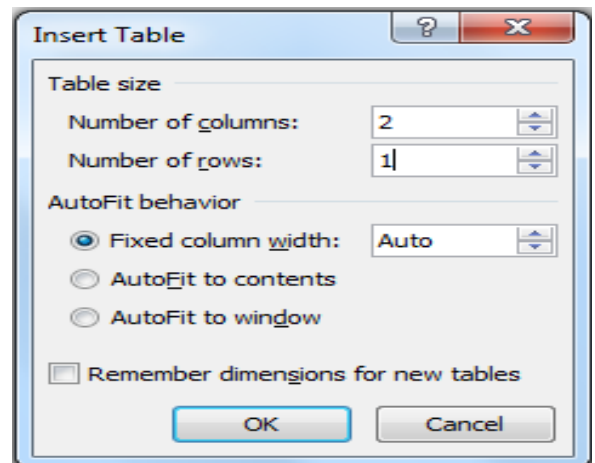 Insert Table
Table size
Number of columns: 2
Number of rows: 1
AutoFit behavior
Fixed column width: Auto
AutoFit to contents
AutoFit to window
Remember dimensions for new tables
OK Cancel